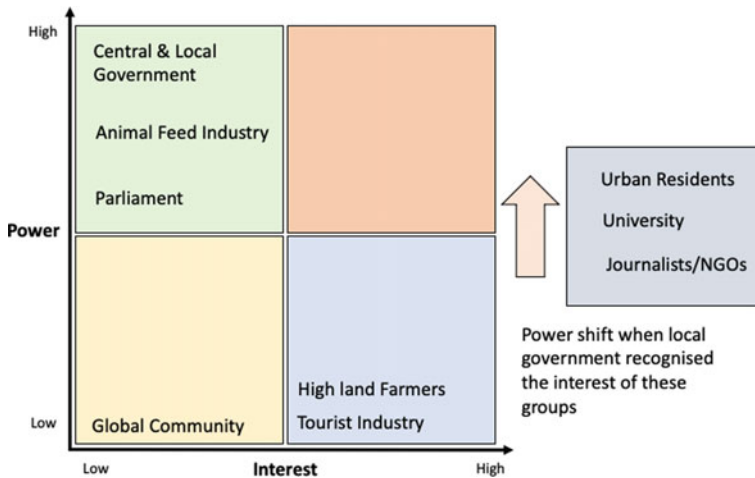 High
Central & Local
Government
Animal Feed Industry
Parliament
Power
Urban Residents
University
Journalists/NGOs
Power shift when local
government recognised
the interest of these
groups
High land Farmers
Tourist Industry
Global Community
Low
Low
Interest
High